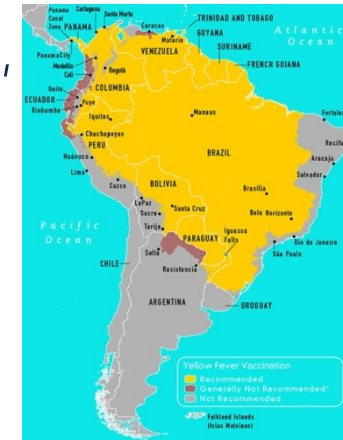 Panama
Canal
Zone
Cartagena
Santa Marta
PANAMA
Caracas
TRINIDAD AND TOBAGO
Atlantic
Ocean
Maturin
GUYANA
VENEZUELA
SURINAME
PanamaCity
Medellin
FRENCH GUIANA
I
Cali
Bogotá
COLOMBIA
Quito
ECUADOR
Puyo
Riobamba
Iquitos
Manaus
Fortalez
Chachapoyas
PERU
Recife
BRAZIL
Aracaju
Huánuco
Salvador
Lima
Cuzco
BOLIVIA
Brasília
LaPaz
Santa Cruz
Sucre
Belo Horizonte
Pacific
Ocean
Tarija
PARAGUAY
Iguassu
Falls
Rio de Janeiro
CHILE
Salta
São Paulo
Resistencia
ARGENTINA
URUGUAY
Yellow Fever Vaccination
Recommended
Generally Not Recommended*
Not Recommended
Falkland Islands
(Islas Malvinas)